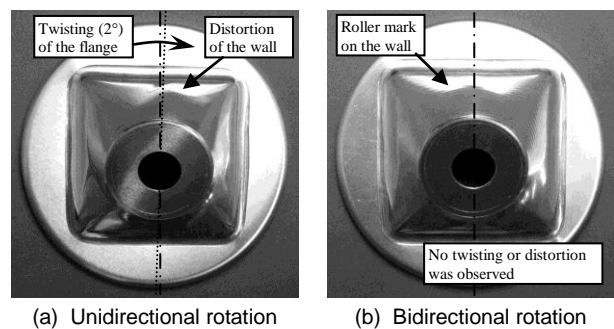 Twisting (2°)
of the flange
Distortion
of the wall
Roller mark
on the wall
No twisting or distortion
was observed
(a) Unidirectional rotation
(b) Bidirectional rotation